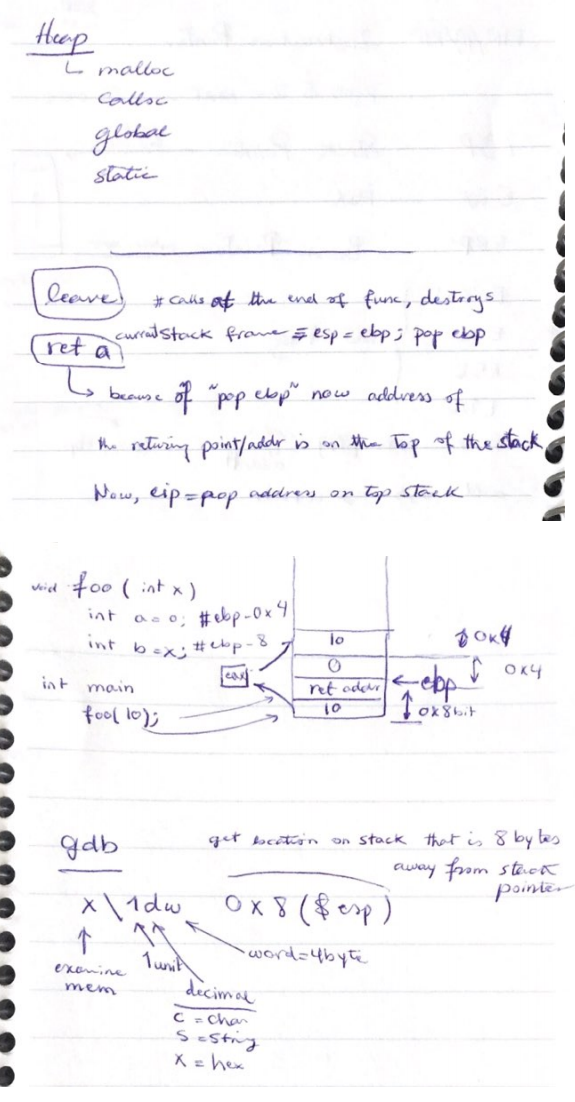 Heap
malloc
calloc
global
static
leave # calls at the end of func, destroys
current stack frame = esp = ebp; pop ebp
ret
because of "pop ebp" now address of
the returing point/addr is on the top of the stack
Now, eip = pop address on top stack
void foo ( int x )
int a = 0; #ebp-0x4
int b = x; #ebp-8
int main
foo( 10 );
eax
10
0
ret addr
10
0x4
0x4
ebp
0x8bit
gdb
get location on stack that is 8 bytes
away from stack
pointer
x \ 1dw 0x8 ($esp)
examine
mem
1 unit
word=4byte
decimal
c = char
s = string
x = hex